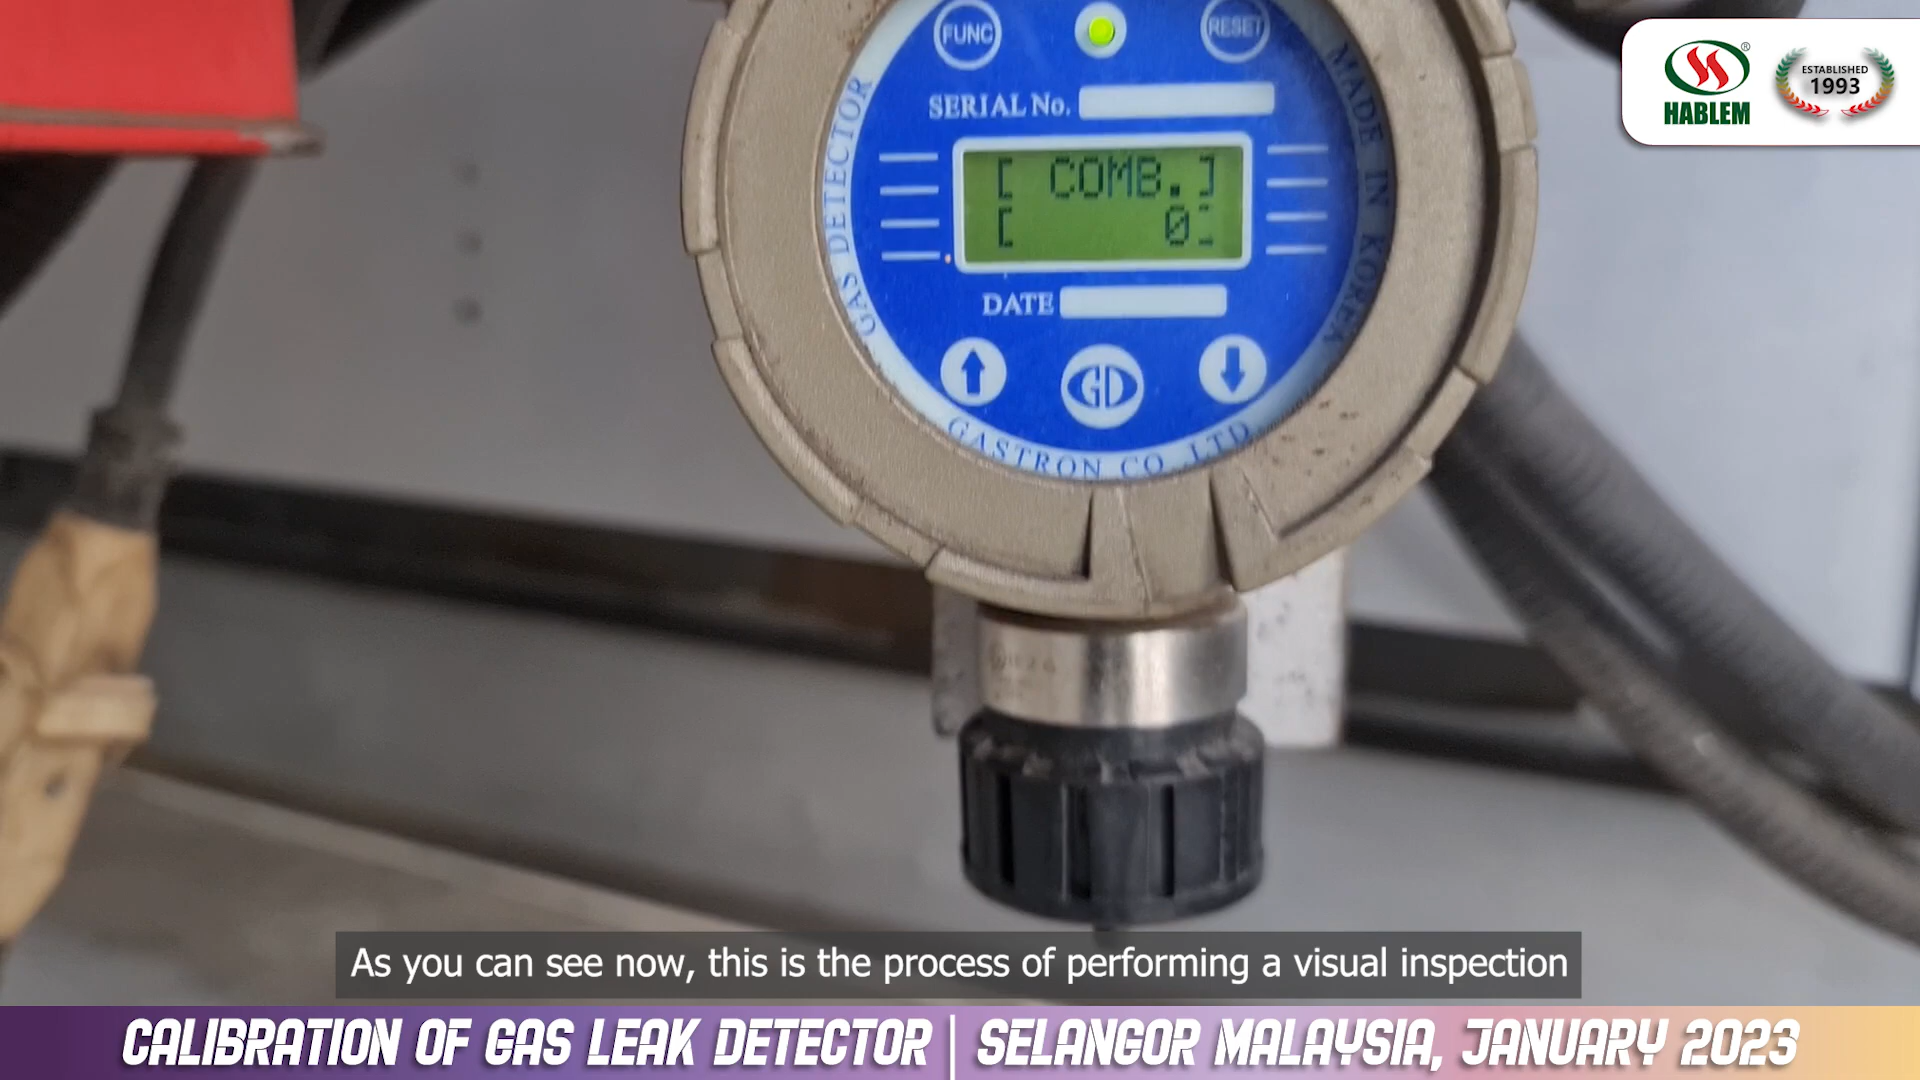 FUNC
RESET
SERIAL No.
[ COMB.]
[ 0]
DATE
GD
GAS DETECTOR
MADE IN KOREA
GASTRON CO.,LTD
HABLEM
®
ESTABLISHED
1993
As you can see now, this is the process of performing a visual inspection
CALIBRATION OF GAS LEAK DETECTOR | SELANGOR MALAYSIA, JANUARY 2023